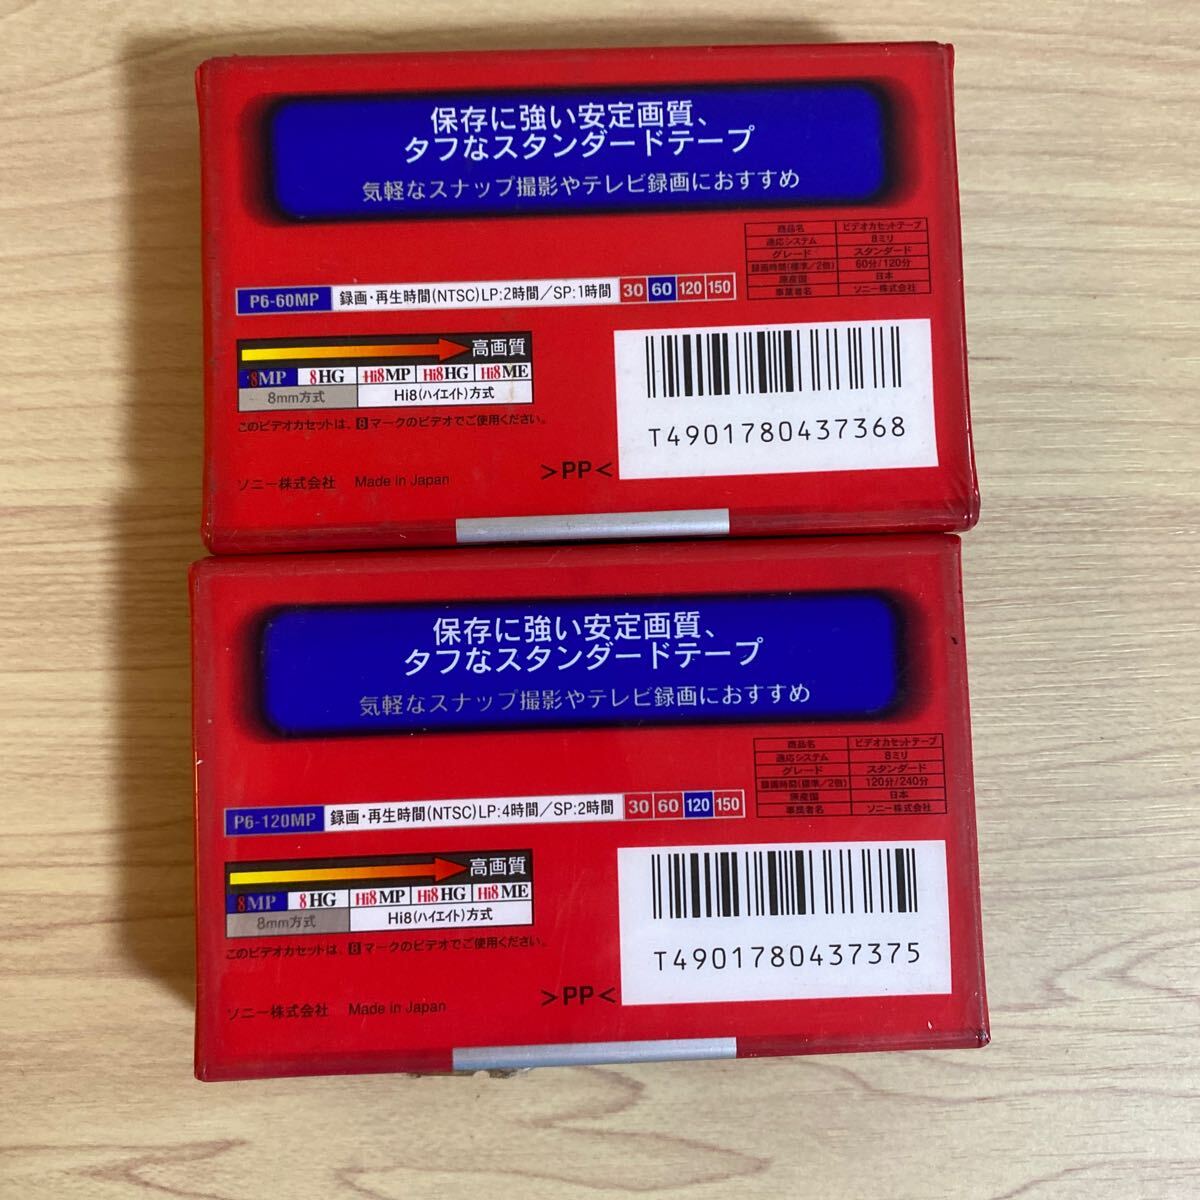 保存に強い安定画質、
タフなスタンダードテープ
気軽なスナップ撮影やテレビ録画におすすめ
商品名 ビデオカセットテープ
適応システム 8ミリ
グレード スタンダード
録画時間(標準/2倍) 60分/120分
原産国 日本
事業者名 ソニー株式会社
P6-60MP 録画・再生時間(NTSC)LP:2時間/SP:1時間 30 60 120 150
高画質
8MP 8HG Hi8MP Hi8HG Hi8ME
8mm方式 Hi8(ハイエイト)方式
このビデオカセットは、8マークのビデオでご使用ください。
T4901780437368
>PP<
ソニー株式会社 Made in Japan
保存に強い安定画質、
タフなスタンダードテープ
気軽なスナップ撮影やテレビ録画におすすめ
商品名 ビデオカセットテープ
適応システム 8ミリ
グレード スタンダード
録画時間(標準/2倍) 120分/240分
原産国 日本
事業者名 ソニー株式会社
P6-120MP 録画・再生時間(NTSC)LP:4時間/SP:2時間 30 60 120 150
高画質
8MP 8HG Hi8MP Hi8HG Hi8ME
8mm方式 Hi8(ハイエイト)方式
このビデオカセットは、8マークのビデオでご使用ください。
T4901780437375
>PP<
ソニー株式会社 Made in Japan